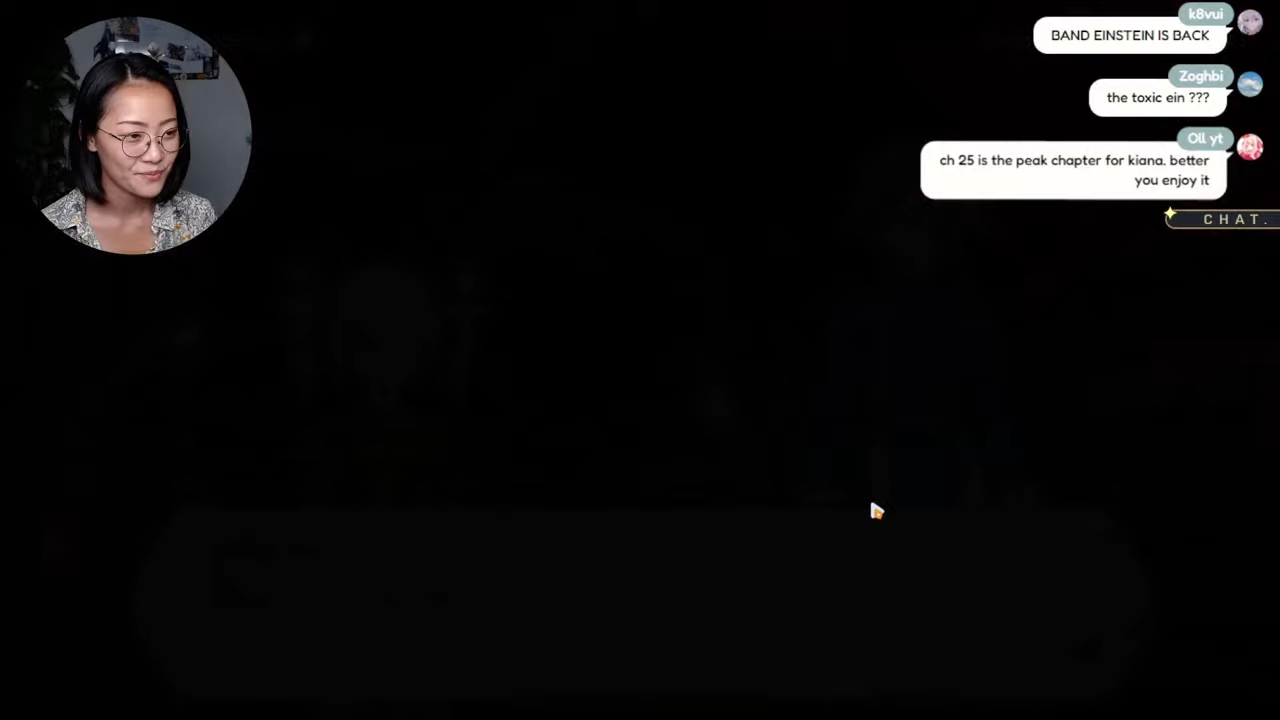 k8vui
BAND EINSTEIN IS BACK
Zoghbi
the toxic ein ???
Oll yt
ch 25 is the peak chapter for kiana. better
you enjoy it
CHAT.